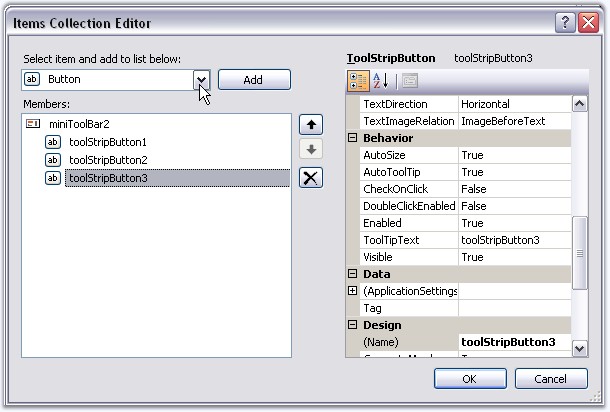 Items Collection Editor
Select item and add to list below:
ab Button Add
Members:
miniToolBar2
ab toolStripButton1
ab toolStripButton2
ab toolStripButton3
ToolStripButton toolStripButton3
TextDirection Horizontal
TextImageRelation ImageBeforeText
Behavior
AutoSize True
AutoToolTip True
CheckOnClick False
DoubleClickEnabled False
Enabled True
ToolTipText toolStripButton3
Visible True
Data
(ApplicationSettings
Tag
Design
(Name) toolStripButton3
OK Cancel